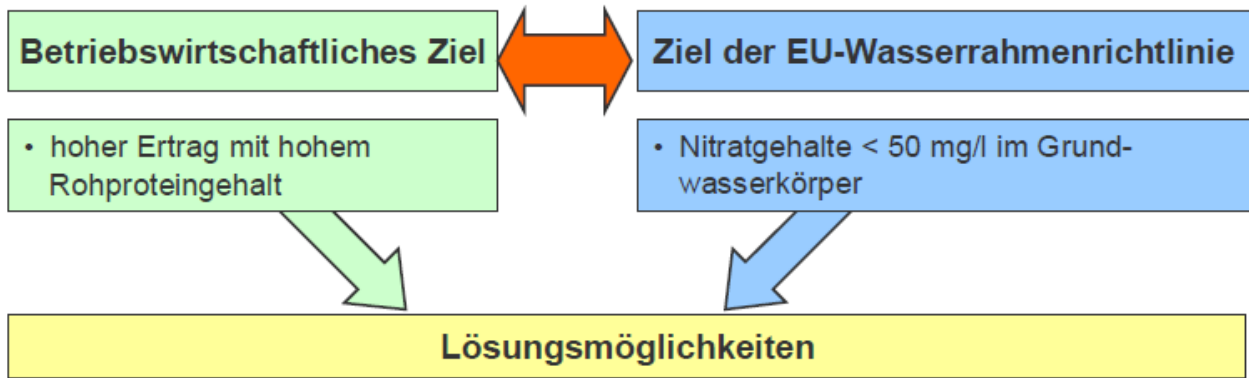 Betriebswirtschaftliches Ziel
Ziel der EU-Wasserrahmenrichtlinie
• hoher Ertrag mit hohem
Rohproteingehalt
• Nitratgehalte < 50 mg/l im Grund-
wasserkörper
Lösungsmöglichkeiten